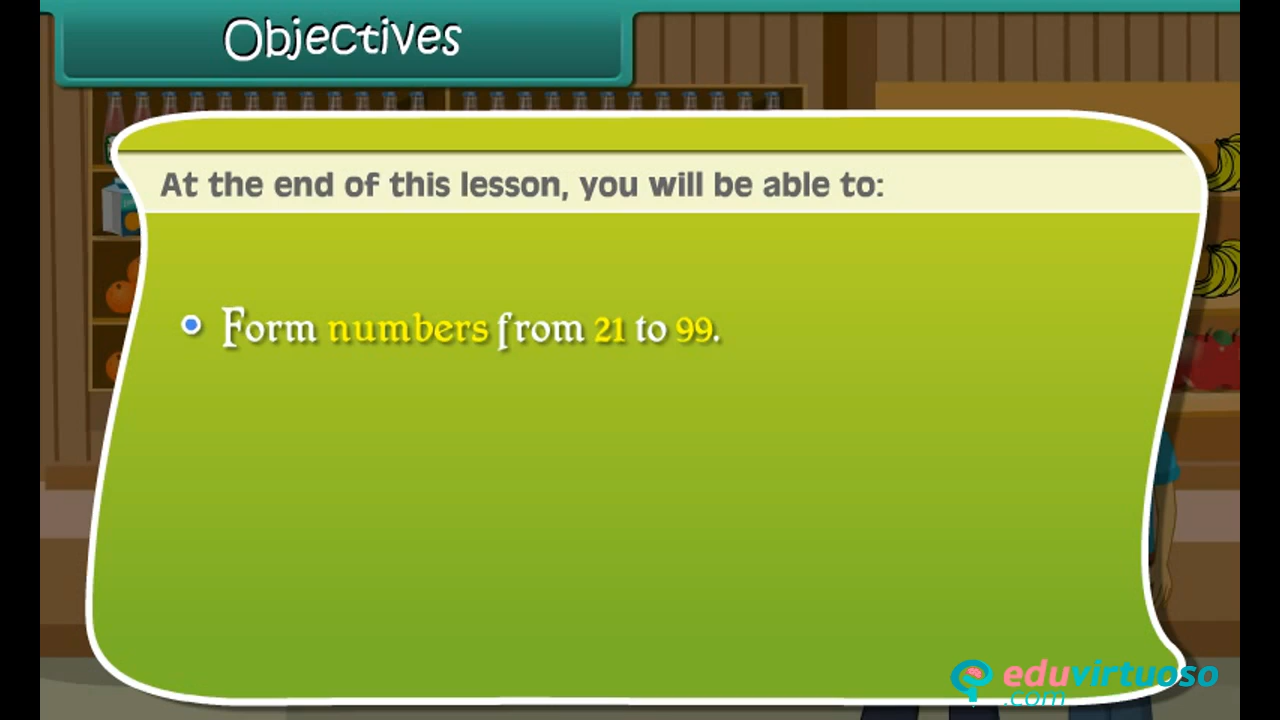 Objectives
At the end of this lesson, you will be able to:
Form numbers from 21 to 99.
eduvirtuoso
.com